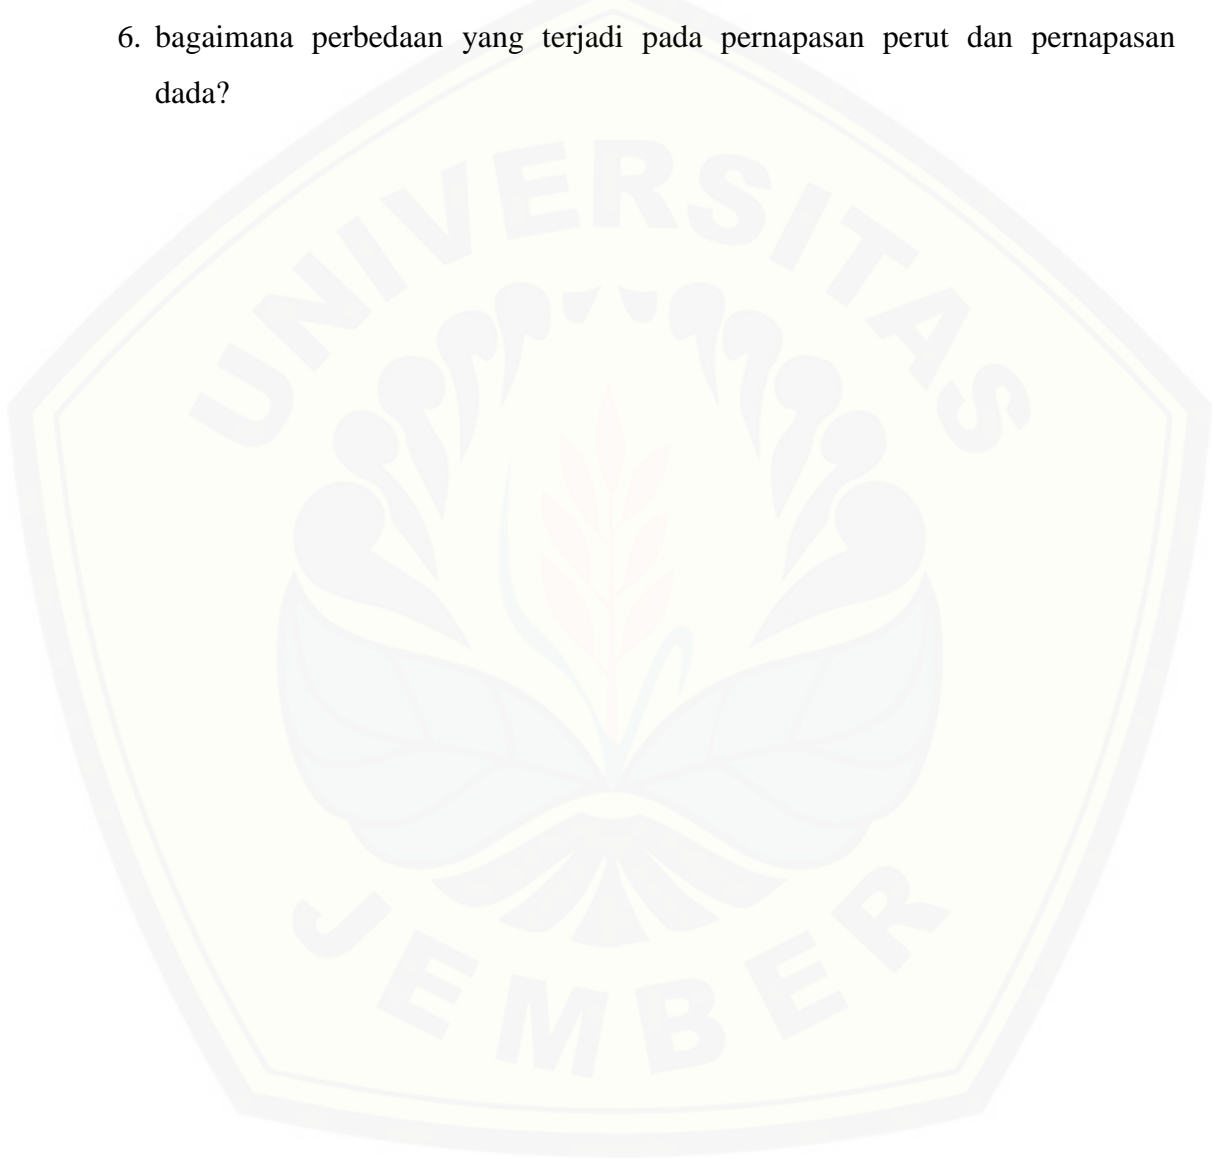 6. bagaimana perbedaan yang terjadi pada pernapasan perut dan pernapasan
dada?
UNIVERSITAS
JEMBER